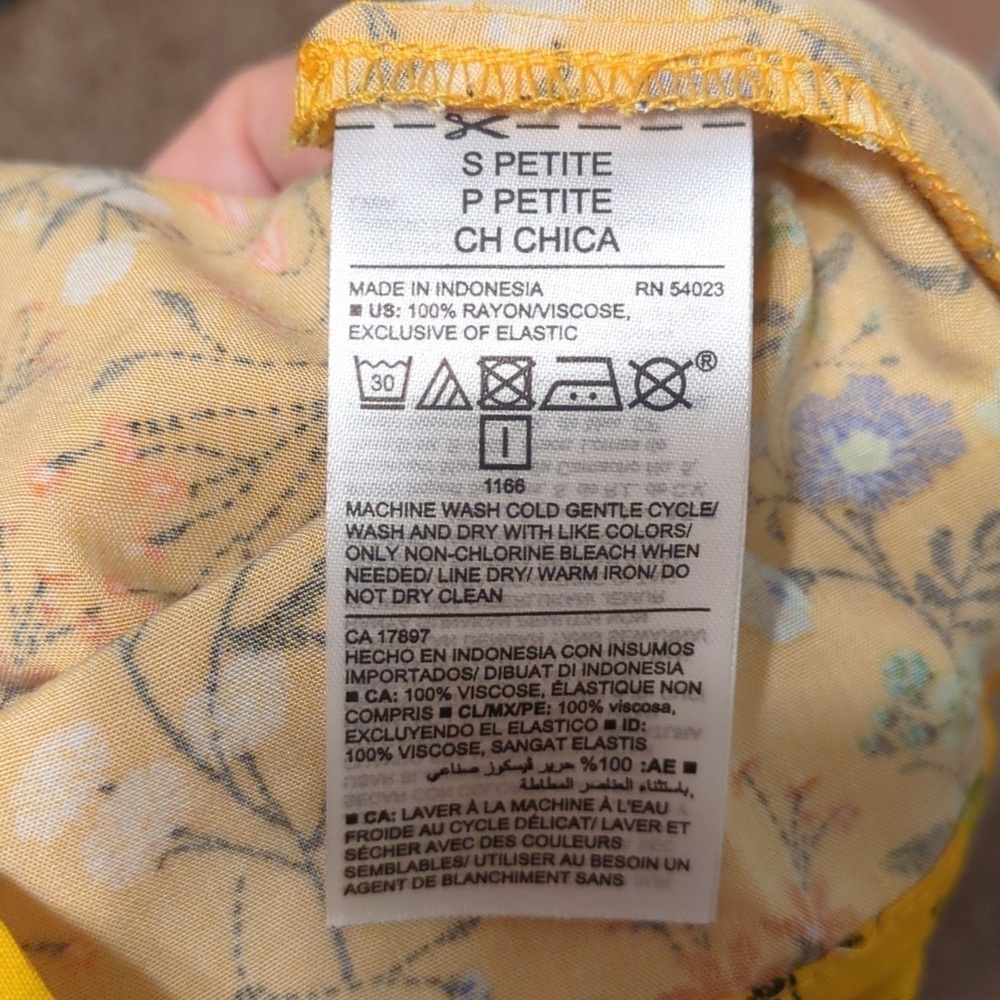 S PETITE
P PETITE
CH CHICA
MADE IN INDONESIA RN 54023
■ US: 100% RAYON/VISCOSE,
EXCLUSIVE OF ELASTIC
30
®
1166
MACHINE WASH COLD GENTLE CYCLE/
WASH AND DRY WITH LIKE COLORS/
ONLY NON-CHLORINE BLEACH WHEN
NEEDED/ LINE DRY/ WARM IRON/ DO
NOT DRY CLEAN
CA 17897
HECHO EN INDONESIA CON INSUMOS
IMPORTADOS/ DIBUAT DI INDONESIA
■ CA: 100% VISCOSE, ÉLASTIQUE NON
COMPRIS ■ CL/MX/PE: 100% viscosa,
EXCLUYENDO EL ELASTICO ■ ID:
100% VISCOSE, SANGAT ELASTIS
■ AE: 100% حرير فيسكوز صناعي
باستثناء العناصر المطاطة.
■ CA: LAVER À LA MACHINE À L'EAU
FROIDE AU CYCLE DÉLICAT/ LAVER ET
SÉCHER AVEC DES COULEURS
SEMBLABLES/ UTILISER AU BESOIN UN
AGENT DE BLANCHIMENT SANS